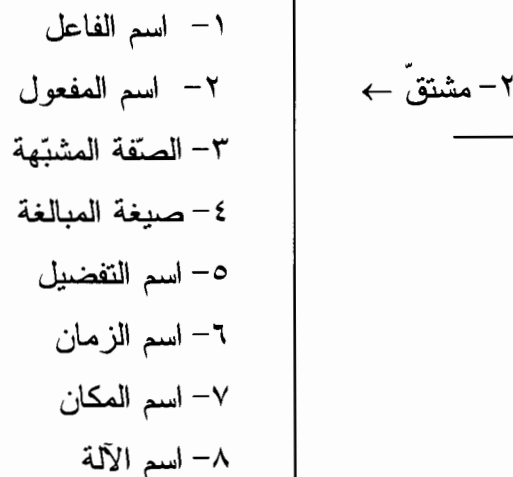 ٢- مشتقّ ←
١- اسم الفاعل
٢- اسم المفعول
٣- الصّفة المشبّهة
٤- صيغة المبالغة
٥- اسم التفضيل
٦- اسم الزمان
٧- اسم المكان
٨- اسم الآلة